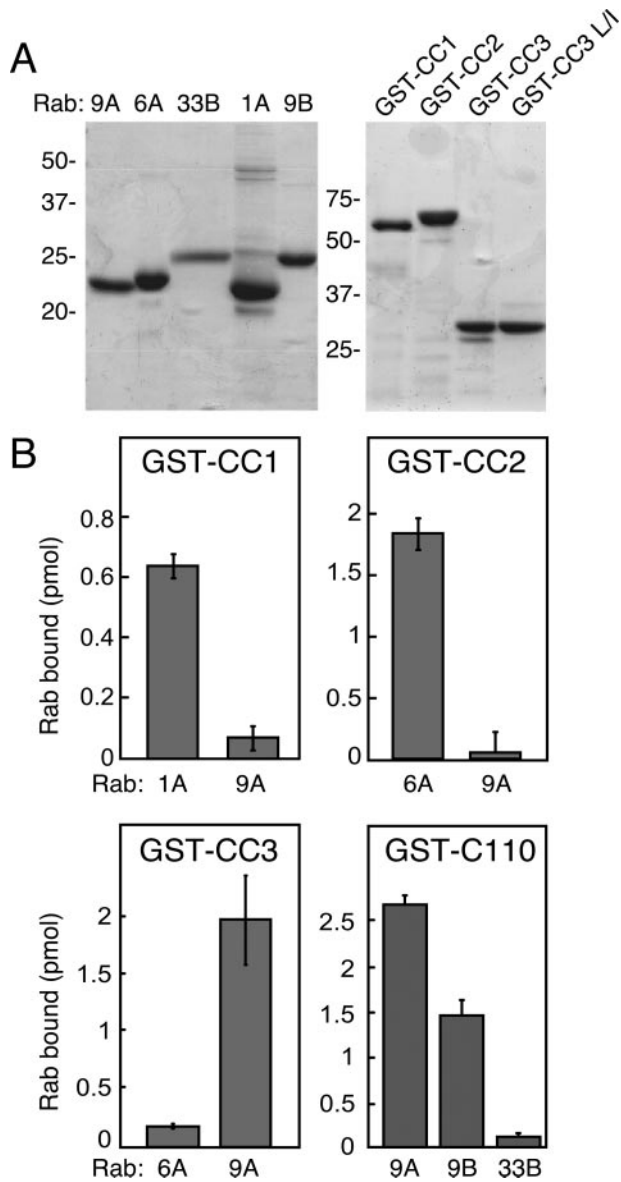 A
Rab: 9A 6A 33B 1A 9B
GST-CC1
GST-CC2
GST-CC3
GST-CC3 L/I
50-
37-
25-
20-
75-
50-
37-
25-
B
GST-CC1
Rab bound (pmol)
0.8
0.6
0.4
0.2
0
Rab: 1A 9A
GST-CC2
2
1.5
1
0.5
0
6A 9A
GST-CC3
Rab bound (pmol)
2
1.5
1
0.5
0
Rab: 6A 9A
GST-C110
2.5
2
1.5
1
0.5
0
9A 9B 33B